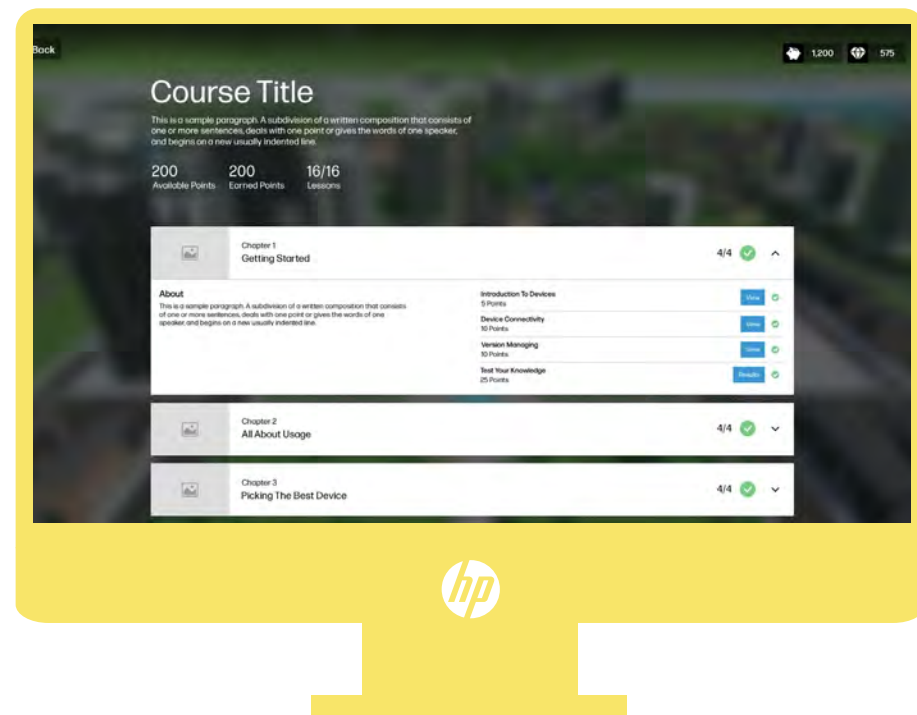 Back
1,200
575
Course Title
This is a sample paragraph. A subdivision of a written composition that consists of
one or more sentences, deals with one point or gives the words of one speaker,
and begins on a new usually indented line.
200
Available Points
200
Earned Points
16/16
Lessons
Chapter 1
Getting Started
4/4
About
This is a sample paragraph. A subdivision of a written composition that consists
of one or more sentences, deals with one point or gives the words of one
speaker, and begins on a new usually indented line.
Introduction To Devices
5 Points
View
Device Connectivity
10 Points
View
Version Managing
10 Points
View
Test Your Knowledge
25 Points
Results
Chapter 2
All About Usage
4/4
Chapter 3
Picking The Best Device
4/4
hp